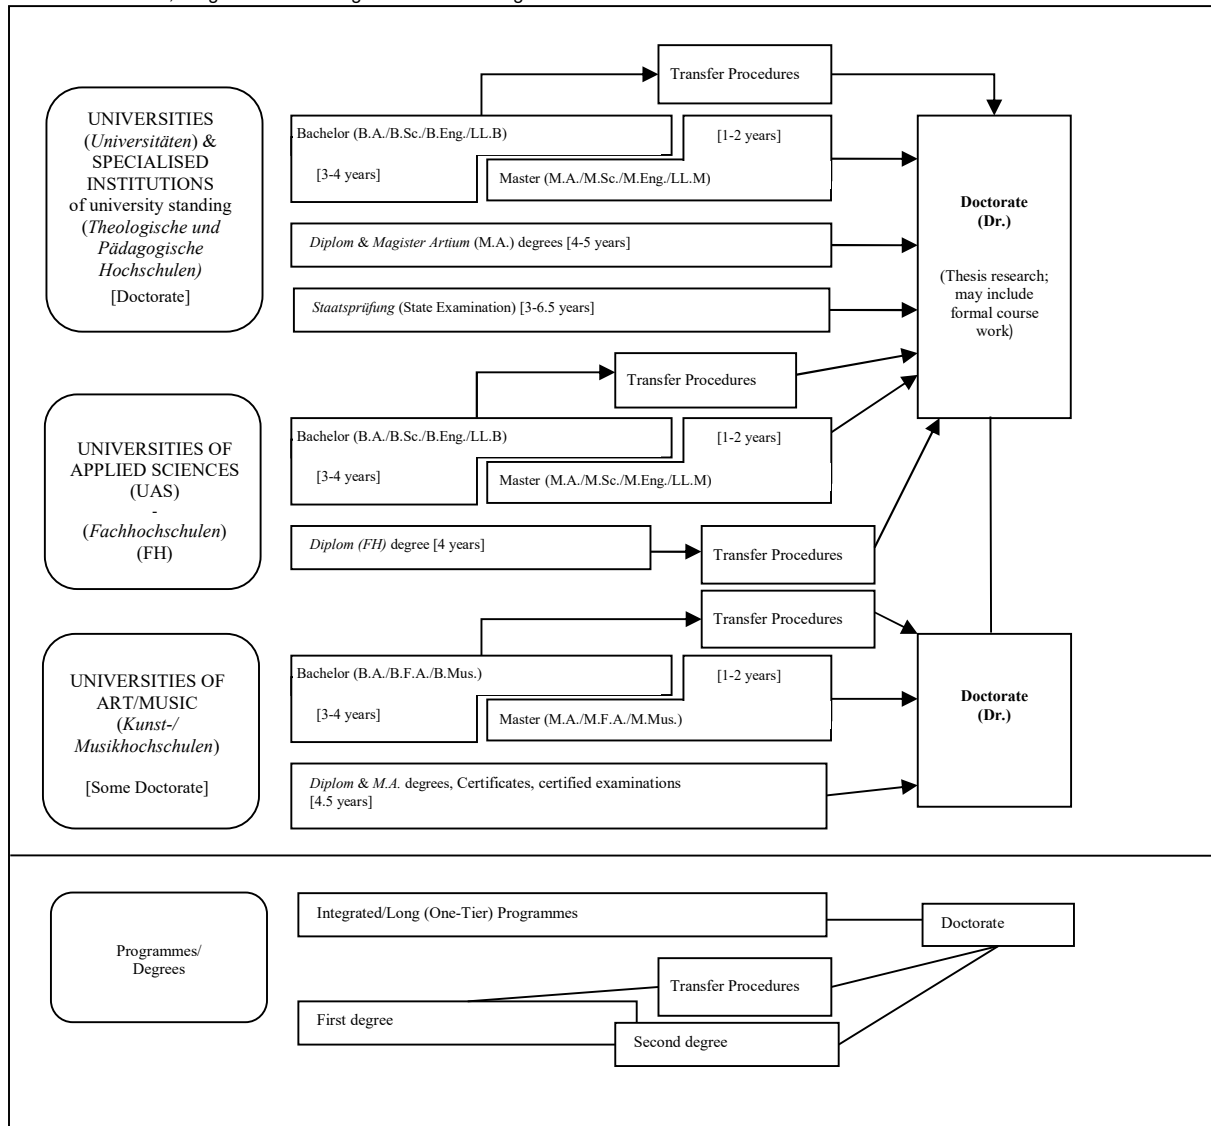 Transfer Procedures
UNIVERSITIES
(Universitäten) &
SPECIALISED
INSTITUTIONS
of university standing
(Theologische und
Pädagogische
Hochschulen)
[Doctorate]
Bachelor (B.A./B.Sc./B.Eng./LL.B)
[3-4 years]
[1-2 years]
Master (M.A./M.Sc./M.Eng./LL.M)
Diplom & Magister Artium (M.A.) degrees [4-5 years]
Staatsprüfung (State Examination) [3-6.5 years]
Doctorate
(Dr.)
(Thesis research;
may include
formal course
work)
Transfer Procedures
UNIVERSITIES OF
APPLIED SCIENCES
(UAS)
-
(Fachhochschulen)
(FH)
Bachelor (B.A./B.Sc./B.Eng./LL.B)
[3-4 years]
[1-2 years]
Master (M.A./M.Sc./M.Eng./LL.M)
Diplom (FH) degree [4 years]
Transfer Procedures
Transfer Procedures
UNIVERSITIES OF
ART/MUSIC
(Kunst-/
Musikhochschulen)
[Some Doctorate]
Bachelor (B.A./B.F.A./B.Mus.)
[3-4 years]
[1-2 years]
Master (M.A./M.F.A./M.Mus.)
Diplom & M.A. degrees, Certificates, certified examinations
[4.5 years]
Doctorate
(Dr.)
Programmes/
Degrees
Integrated/Long (One-Tier) Programmes
Doctorate
Transfer Procedures
First degree
Second degree